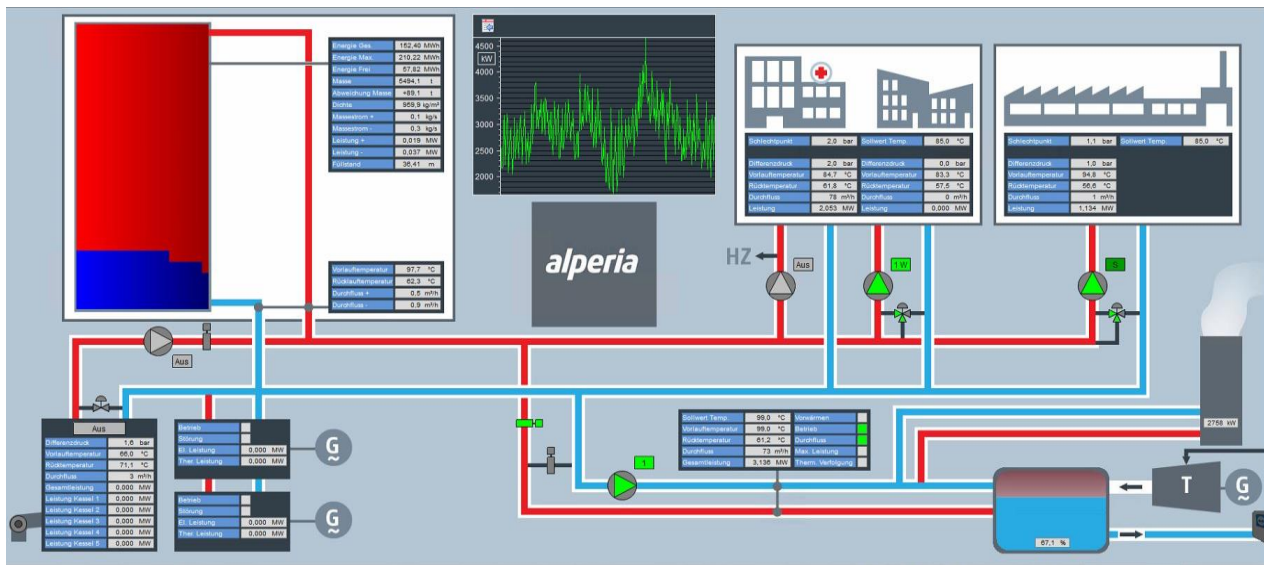 Energie Ges. 152,40 MWh
Energie Max. 210,22 MWh
Energie Frei 57,82 MWh
Masse 5494,1 t
Abweichung Masse +89,1 t
Dichte 959,9 kg/m³
Massestrom + 0,1 kg/s
Massestrom - 0,3 kg/s
Leistung + 0,019 MW
Leistung - 0,037 MW
Füllstand 36,41 m
Vorlauftemperatur 97,7 °C
Rücklauftemperatur 62,3 °C
Durchfluss + 0,5 m³/h
Durchfluss - 0,9 m³/h
4500
kW
4000
3500
3000
2500
2000
alperia
Schlechtpunkt 2,0 bar Sollwert Temp. 85,0 °C
Differenzdruck 2,0 bar Differenzdruck 0,0 bar
Vorlauftemperatur 84,7 °C Vorlauftemperatur 83,3 °C
Rücktemperatur 61,8 °C Rücktemperatur 57,5 °C
Durchfluss 78 m³/h Durchfluss 0 m³/h
Leistung 2,053 MW Leistung 0,000 MW
Schlechtpunkt 1,1 bar Sollwert Temp. 85,0 °C
Differenzdruck 1,0 bar
Vorlauftemperatur 94,8 °C
Rücktemperatur 56,6 °C
Durchfluss 1 m³/h
Leistung 1,134 MW
HZ
Aus
1 W
S
Aus
Aus
Differenzdruck 1,6 bar
Vorlauftemperatur 66,0 °C
Rücktemperatur 71,1 °C
Durchfluss 3 m³/h
Gesamtleistung 0,000 MW
Leistung Kessel 1 0,000 MW
Leistung Kessel 2 0,000 MW
Leistung Kessel 3 0,000 MW
Leistung Kessel 4 0,000 MW
Leistung Kessel 5 0,000 MW
Betrieb
Störung
El. Leistung 0,000 MW
Ther. Leistung 0,000 MW
G
Betrieb
Störung
El. Leistung 0,000 MW
Ther. Leistung 0,000 MW
G
1
Sollwert Temp. 99,0 °C Vorwärmen
Vorlauftemperatur 99,0 °C Betrieb
Rücktemperatur 61,2 °C Durchfluss
Durchfluss 73 m³/h Max. Leistung
Gesamtleistung 3,136 MW Therm. Verfolgung
2758 kW
T
G
67,1 %